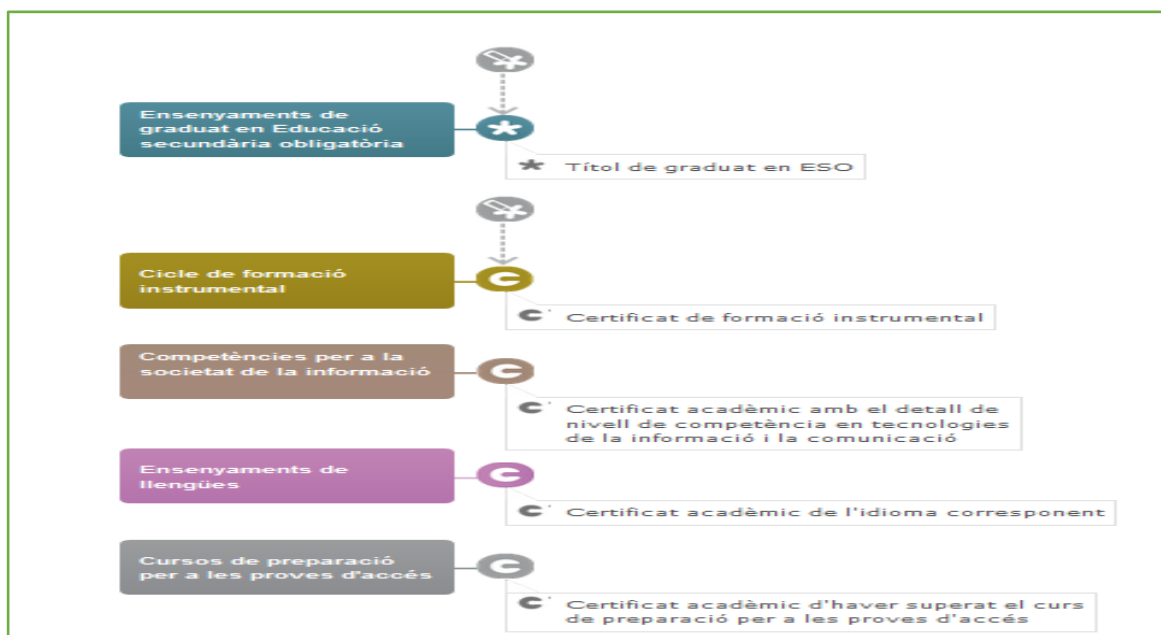 Ensenyaments de
graduat en Educació
secundària obligatòria
Títol de graduat en ESO
Cicle de formació
instrumental
Certificat de formació instrumental
Competències per a la
societat de la informació
Certificat acadèmic amb el detall de
nivell de competència en tecnologies
de la informació i la comunicació
Ensenyaments de
llengües
Certificat acadèmic de l'idioma corresponent
Cursos de preparació
per a les proves d'accés
Certificat acadèmic d'haver superat el curs
de preparació per a les proves d'accés